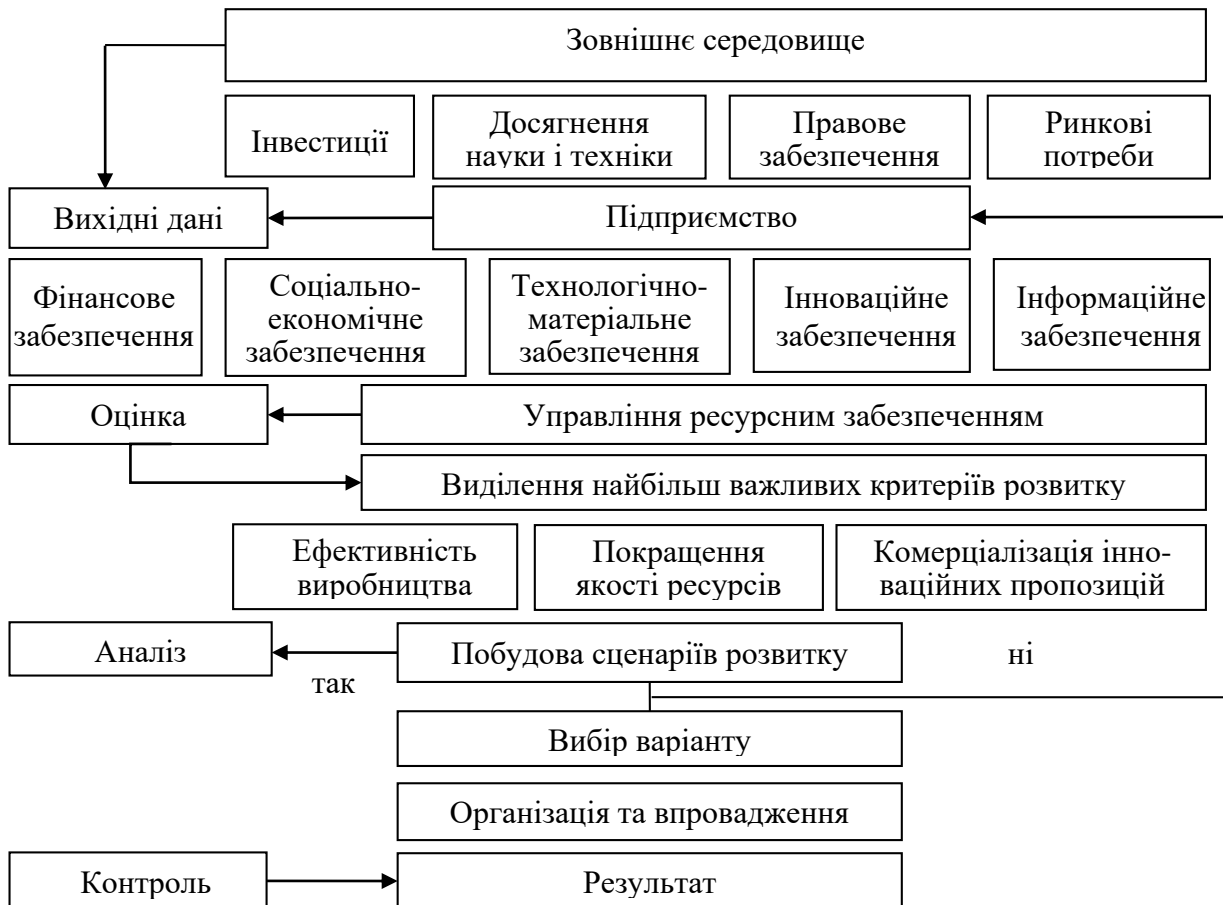 Зовнішнє середовище
Інвестиції
Досягнення
науки і техніки
Правове
забезпечення
Ринкові
потреби
Вихідні дані
Підприємство
Фінансове
забезпечення
Соціально-
економічне
забезпечення
Технологічно-
матеріальне
забезпечення
Інноваційне
забезпечення
Інформаційне
забезпечення
Оцінка
Управління ресурсним забезпеченням
Виділення найбільш важливих критеріїв розвитку
Ефективність
виробництва
Покращення
якості ресурсів
Комерціалізація інно-
ваційних пропозицій
Аналіз
так
Побудова сценаріїв розвитку
ні
Вибір варіанту
Організація та впровадження
Контроль
Результат